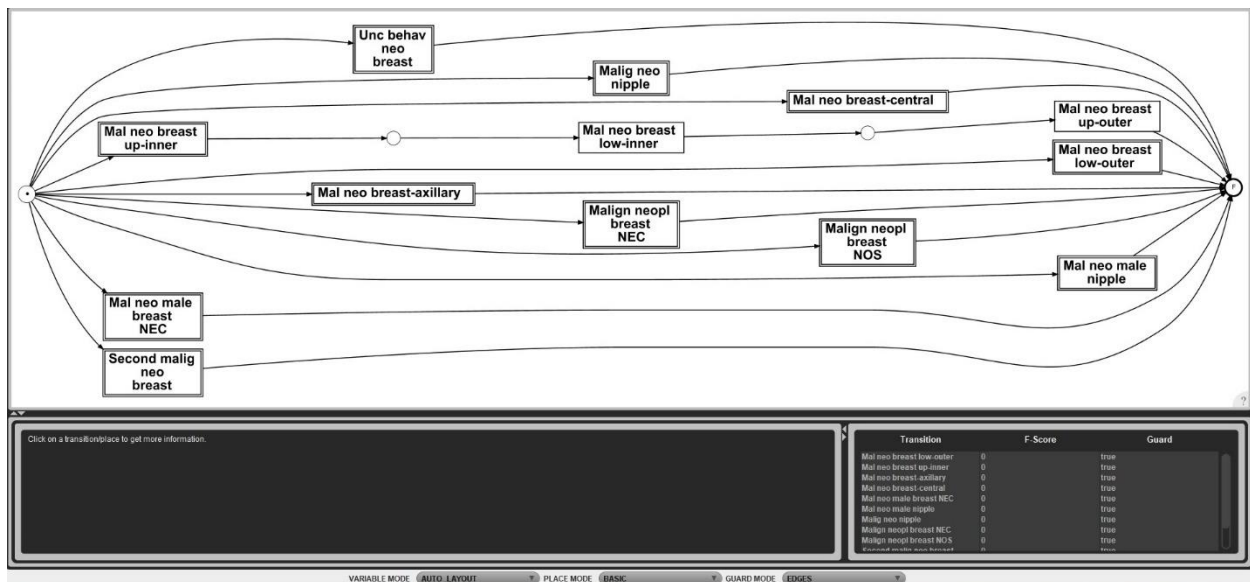 Unc behav
neo
breast
Malig neo
nipple
Mal neo breast-central
Mal neo breast
up-inner
Mal neo breast
low-inner
Mal neo breast
up-outer
Mal neo breast
low-outer
F
Mal neo breast-axillary
Malign neopl
breast
NEC
Malign neopl
breast
NOS
Mal neo male
nipple
Mal neo male
breast
NEC
Second malig
neo
breast
?
Click on a transition/place to get more information.
Transition F-Score Guard
Mal neo breast low-outer 0 true
Mal neo breast up-inner 0 true
Mal neo breast-axillary 0 true
Mal neo breast-central 0 true
Mal neo male breast NEC 0 true
Mal neo male nipple 0 true
Malig neo nipple 0 true
Malign neopl breast NEC 0 true
Malign neopl breast NOS 0 true
Second malig neo breast 0 true
VARIABLE MODE AUTO_LAYOUT PLACE MODE BASIC GUARD MODE EDGES